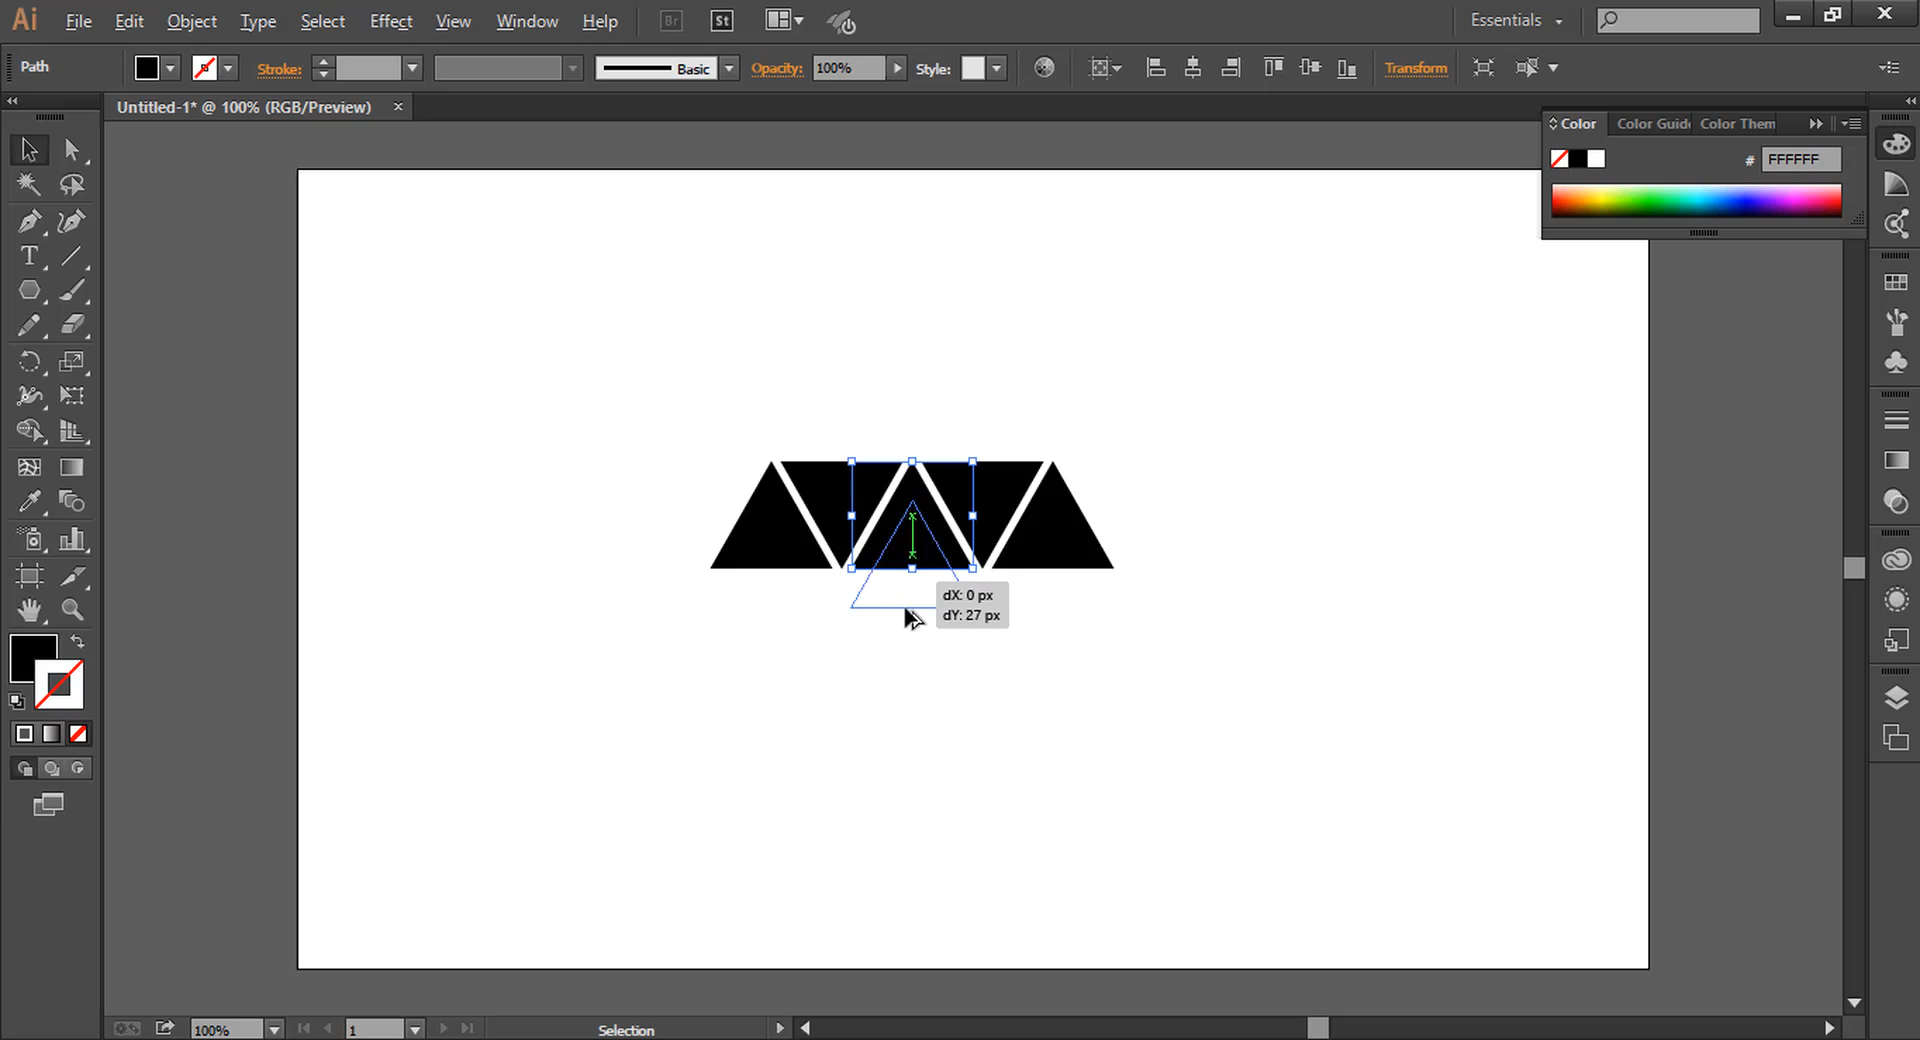 Ai File Edit Object Type Select Effect View Window Help Br St Essentials
Path Stroke: Basic Opacity: 100% Style: Transform
Untitled-1* @ 100% (RGB/Preview) ×
Color Color Guid Color Them
# FFFFFF
T
dX: 0 px
dY: 27 px
100% 1 Selection